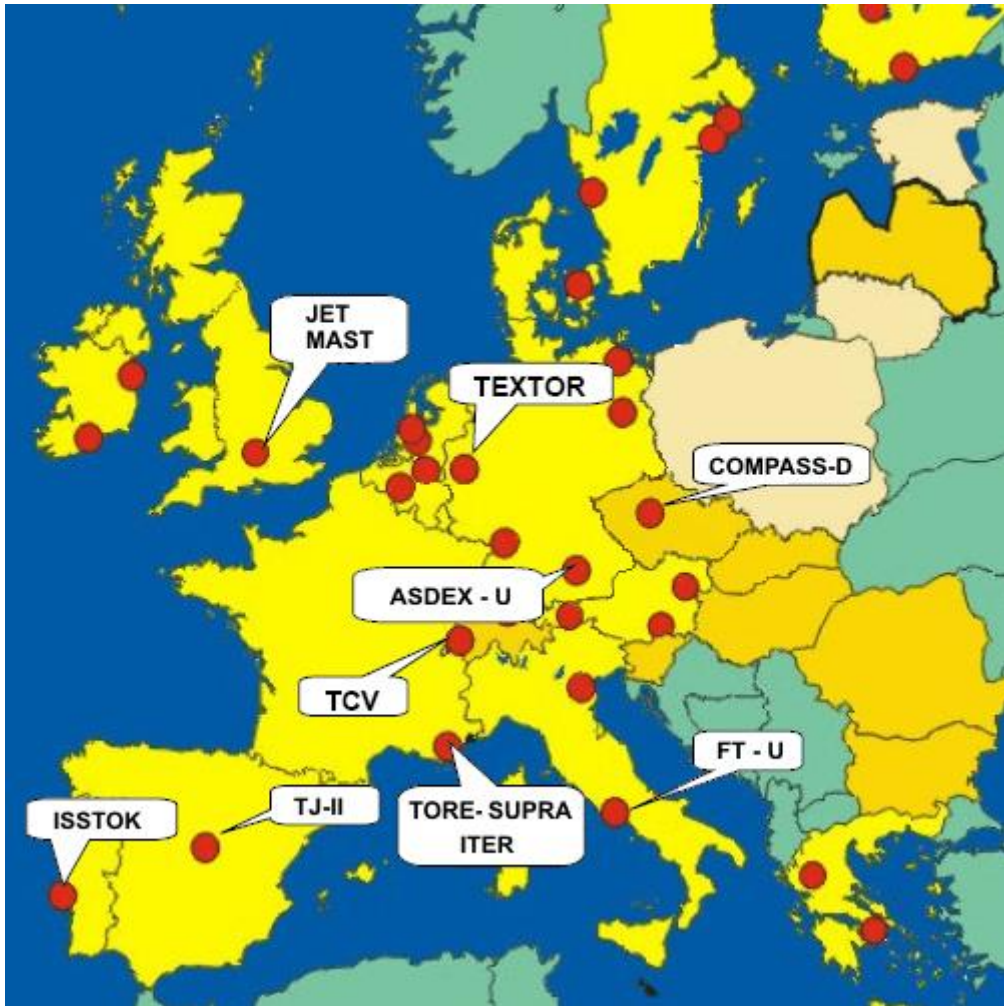 JET
MAST
TEXTOR
COMPASS-D
ASDEX - U
TCV
FT - U
TJ-II
ISSTOK
TORE- SUPRA
ITER